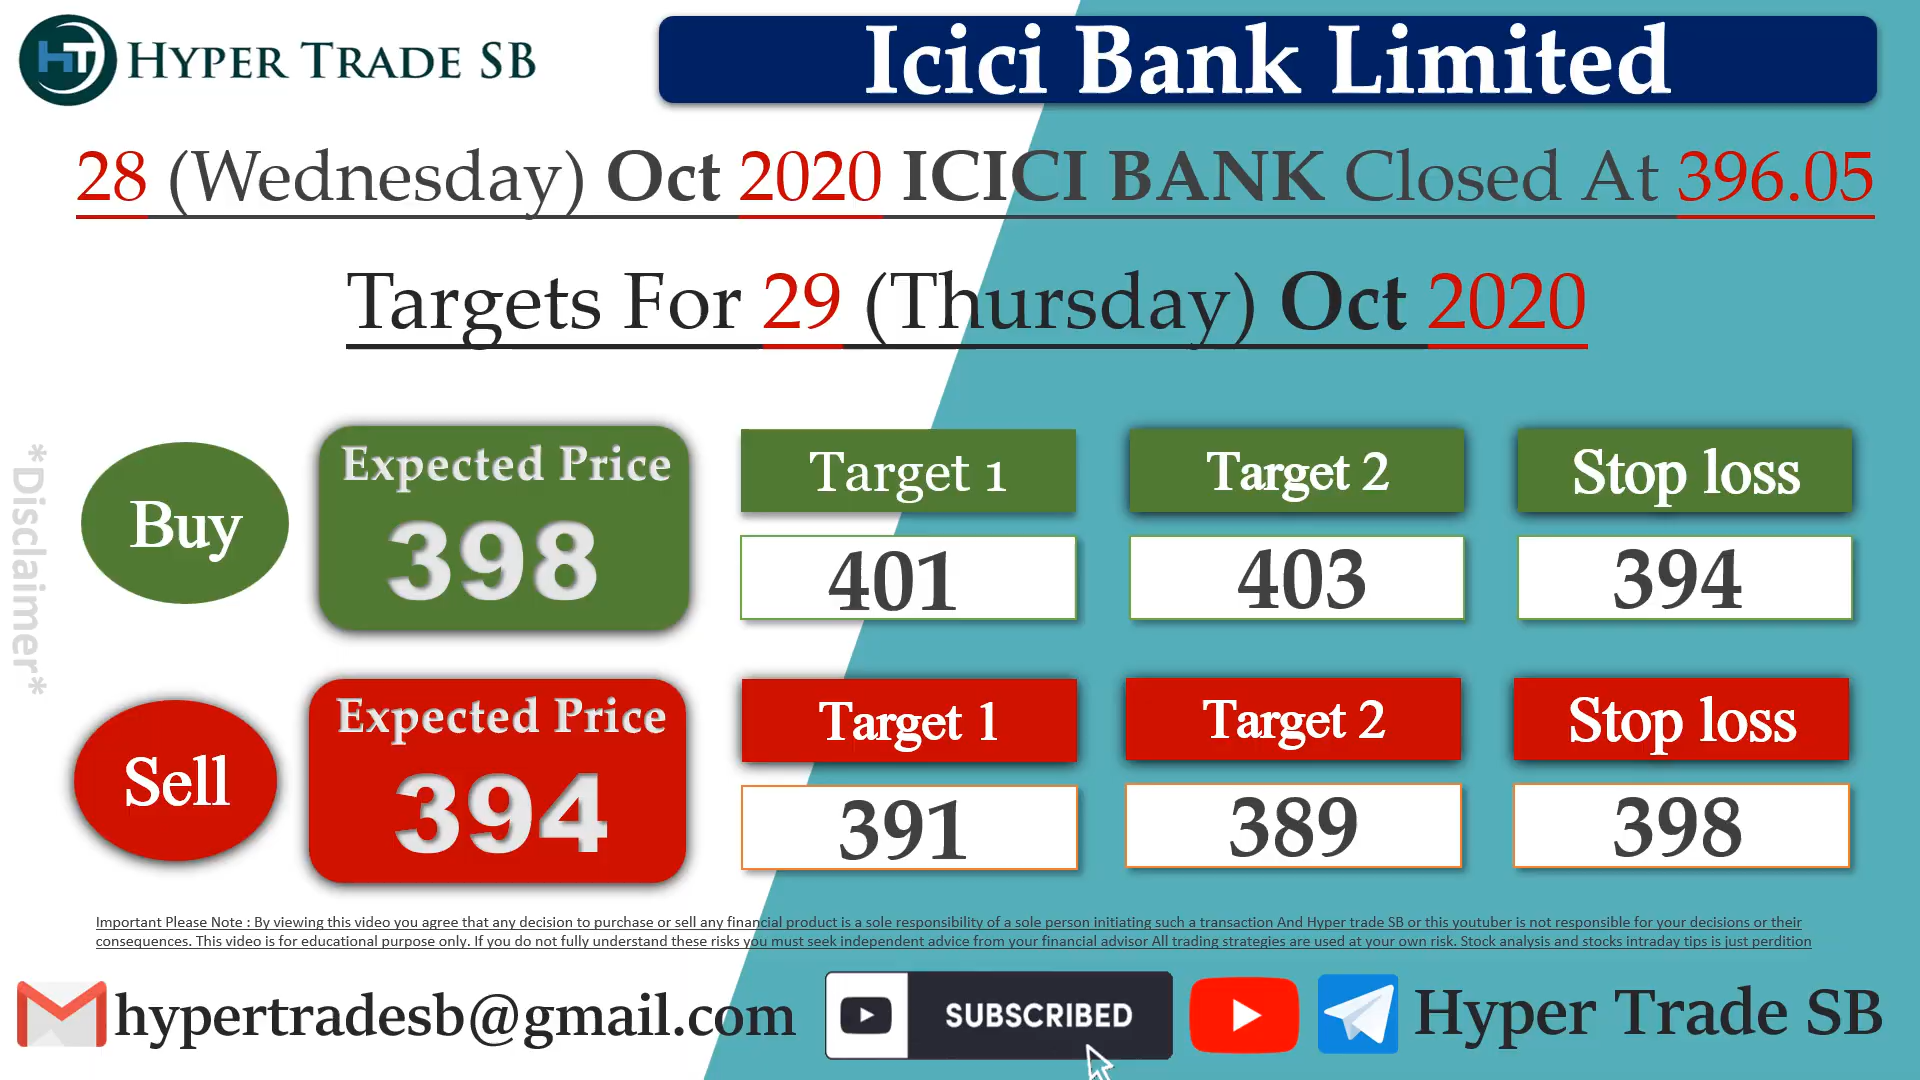 HT HYPER TRADE SB
Icici Bank Limited
28 (Wednesday) Oct 2020 ICICI BANK Closed At 396.05
Targets For 29 (Thursday) Oct 2020
*Disclaimer*
Buy
Expected Price
398
Target 1
401
Target 2
403
Stop loss
394
Sell
Expected Price
394
Target 1
391
Target 2
389
Stop loss
398
Important Please Note : By viewing this video you agree that any decision to purchase or sell any financial product is a sole responsibility of a sole person initiating such a transaction And Hyper trade SB or this youtuber is not responsible for your decisions or their
consequences. This video is for educational purpose only. If you do not fully understand these risks you must seek independent advice from your financial advisor All trading strategies are used at your own risk. Stock analysis and stocks intraday tips is just perdition
hypertradesb@gmail.com
SUBSCRIBED
Hyper Trade SB